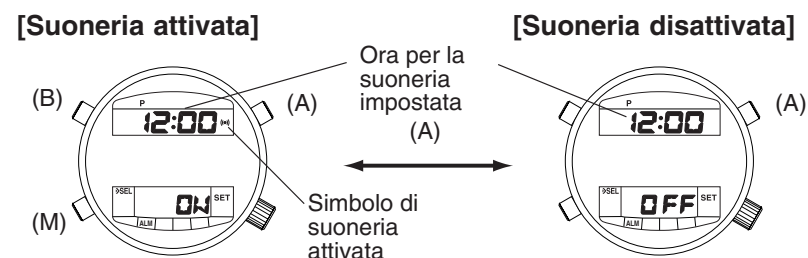 [Suoneria attivata]
[Suoneria disattivata]
Ora per la
suoneria
impostata
(A)
(B)
(A)
P
12:00
SEL
ON
SET
ALM
(M)
Simbolo di
suoneria
attivata
P
12:00
(A)
SEL
OFF
SET
ALM